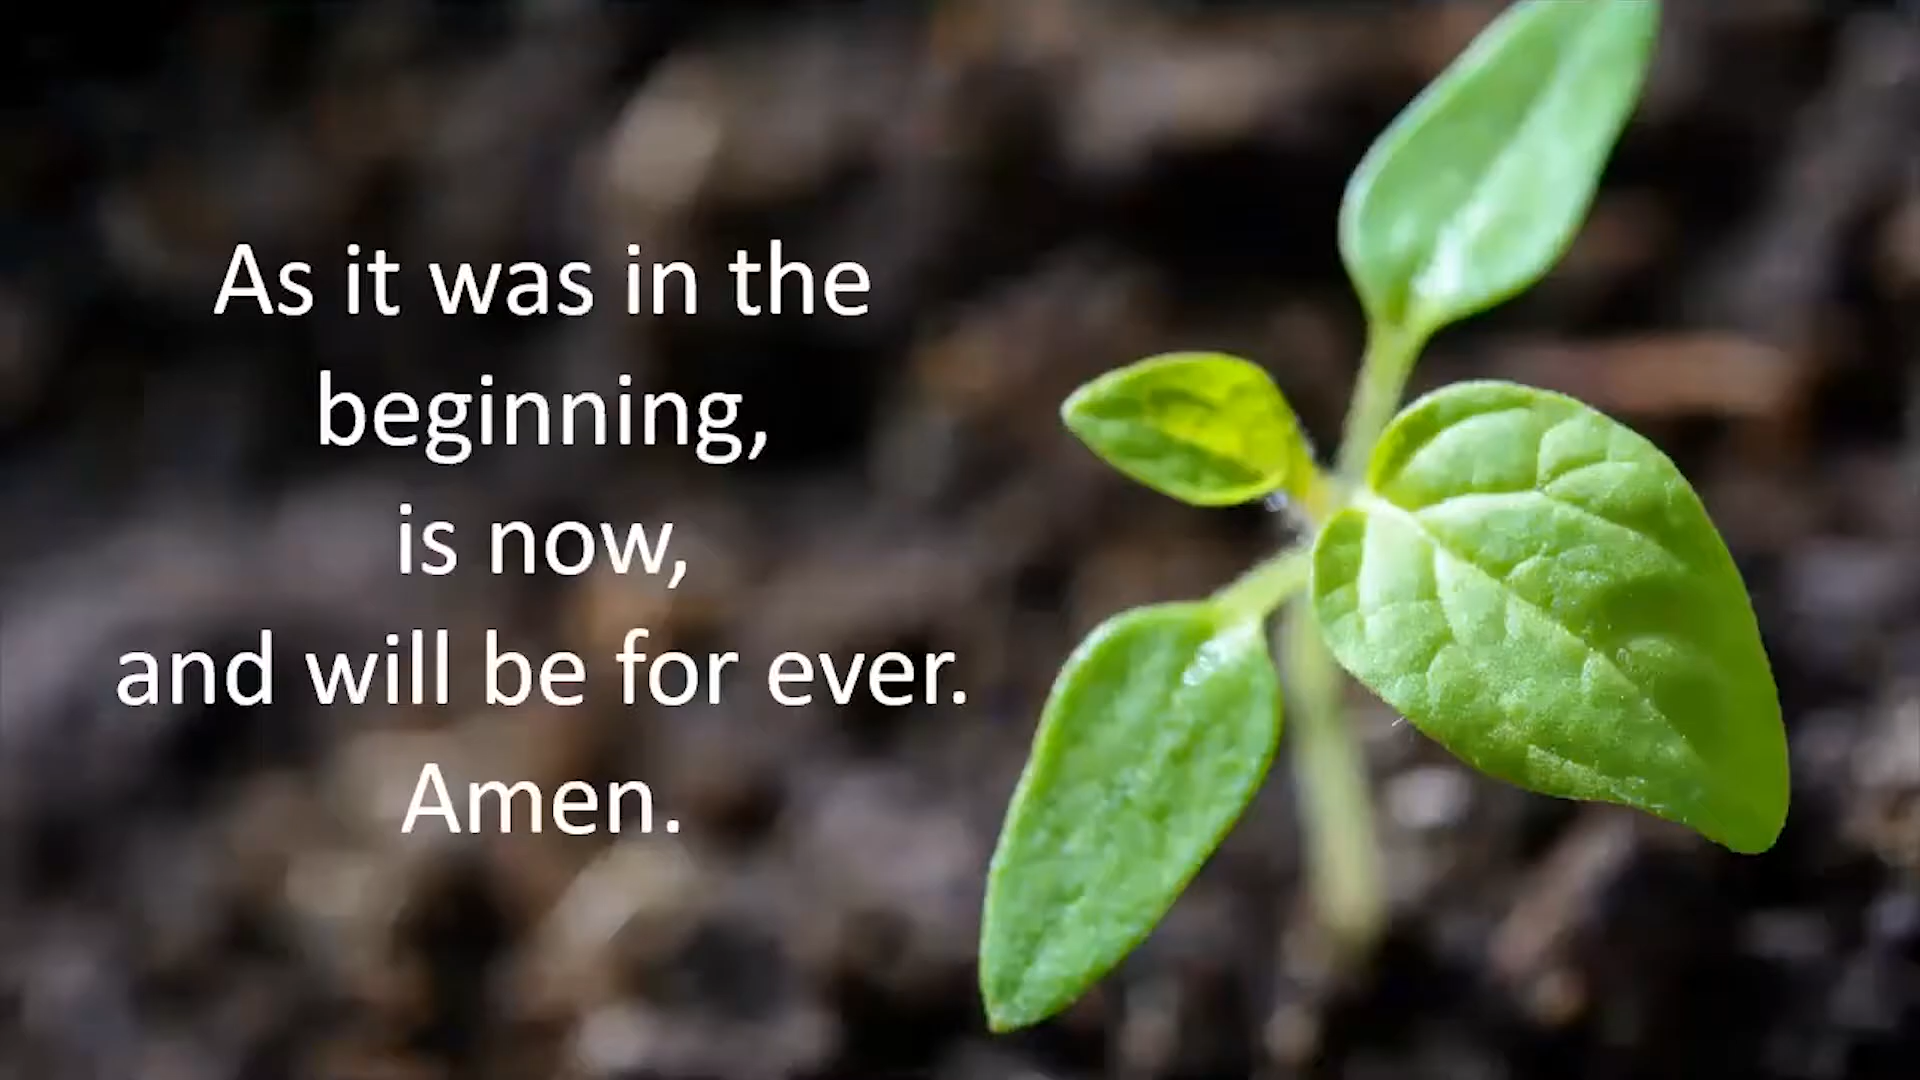 As it was in the
beginning,
is now,
and will be for ever.
Amen.